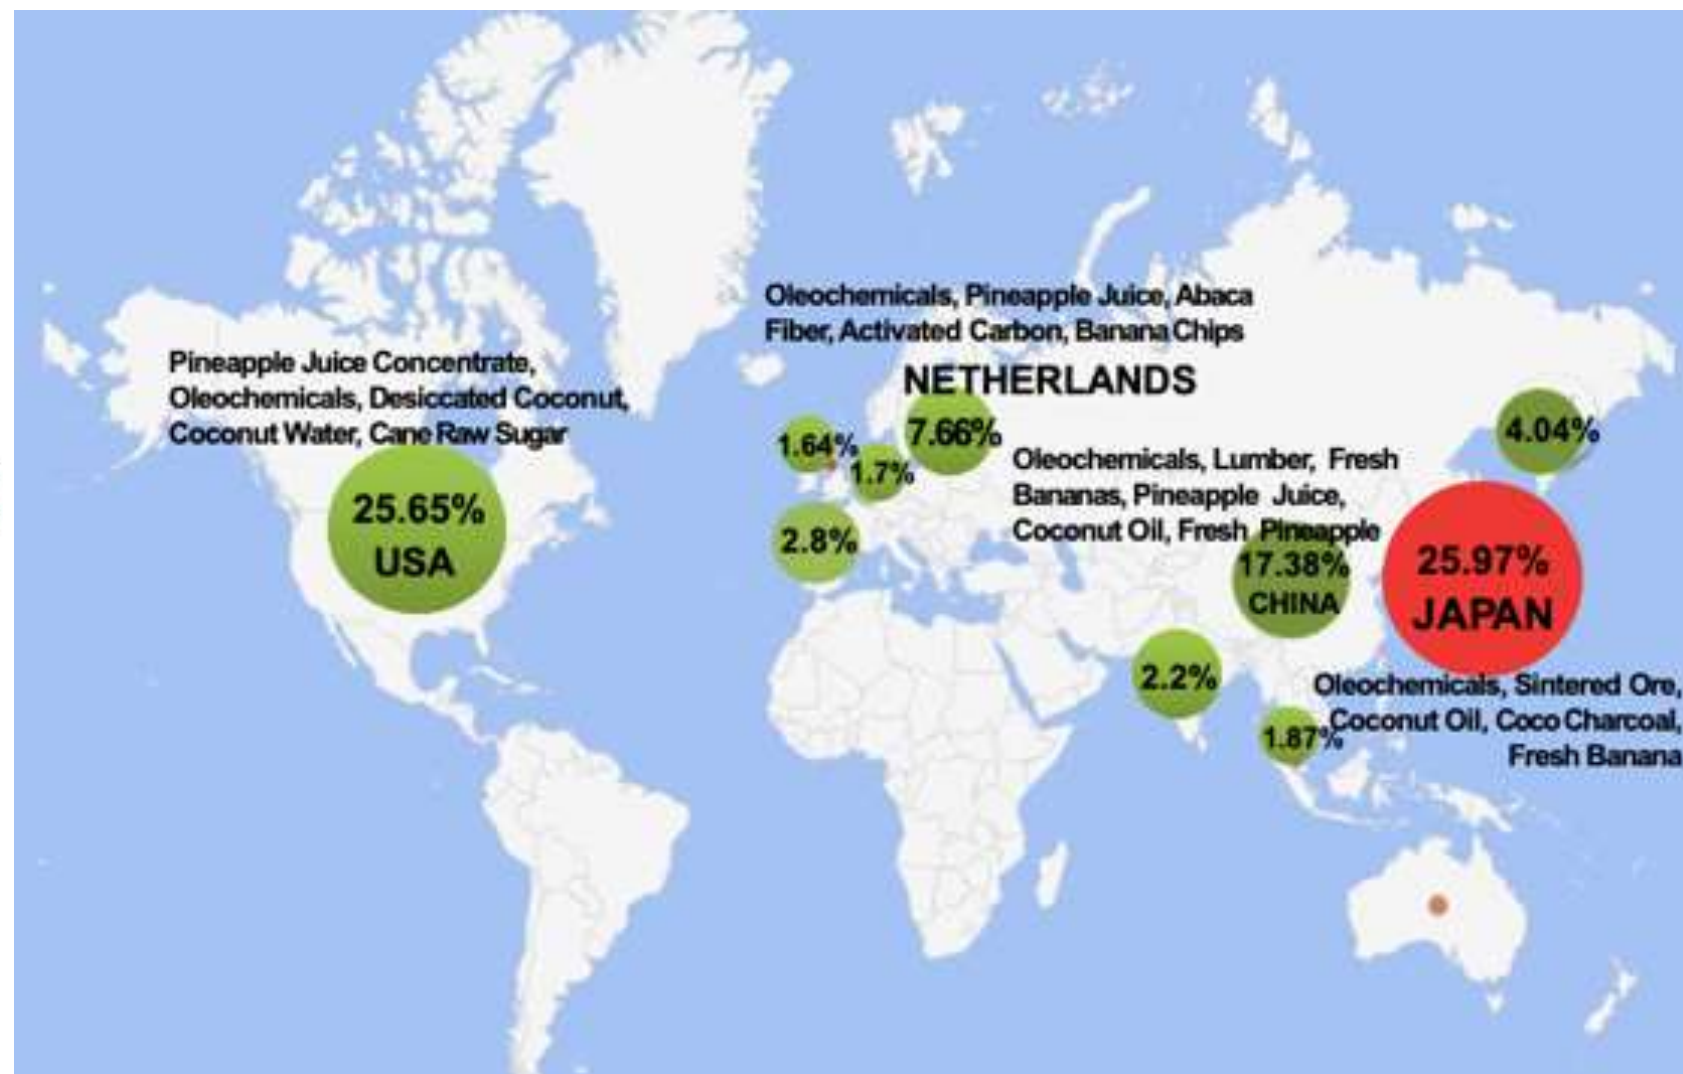 Oleochemicals, Pineapple Juice, Abaca
Fiber, Activated Carbon, Banana Chips
NETHERLANDS
7.66%
Pineapple Juice Concentrate,
Oleochemicals, Desiccated Coconut,
Coconut Water, Cane Raw Sugar
25.65%
USA
1.64%
1.7%
2.8%
4.04%
Oleochemicals, Lumber, Fresh
Bananas, Pineapple Juice,
Coconut Oil, Fresh Pineapple
17.38%
CHINA
25.97%
JAPAN
Oleochemicals, Sintered Ore,
Coconut Oil, Coco Charcoal,
Fresh Banana
2.2%
1.87%